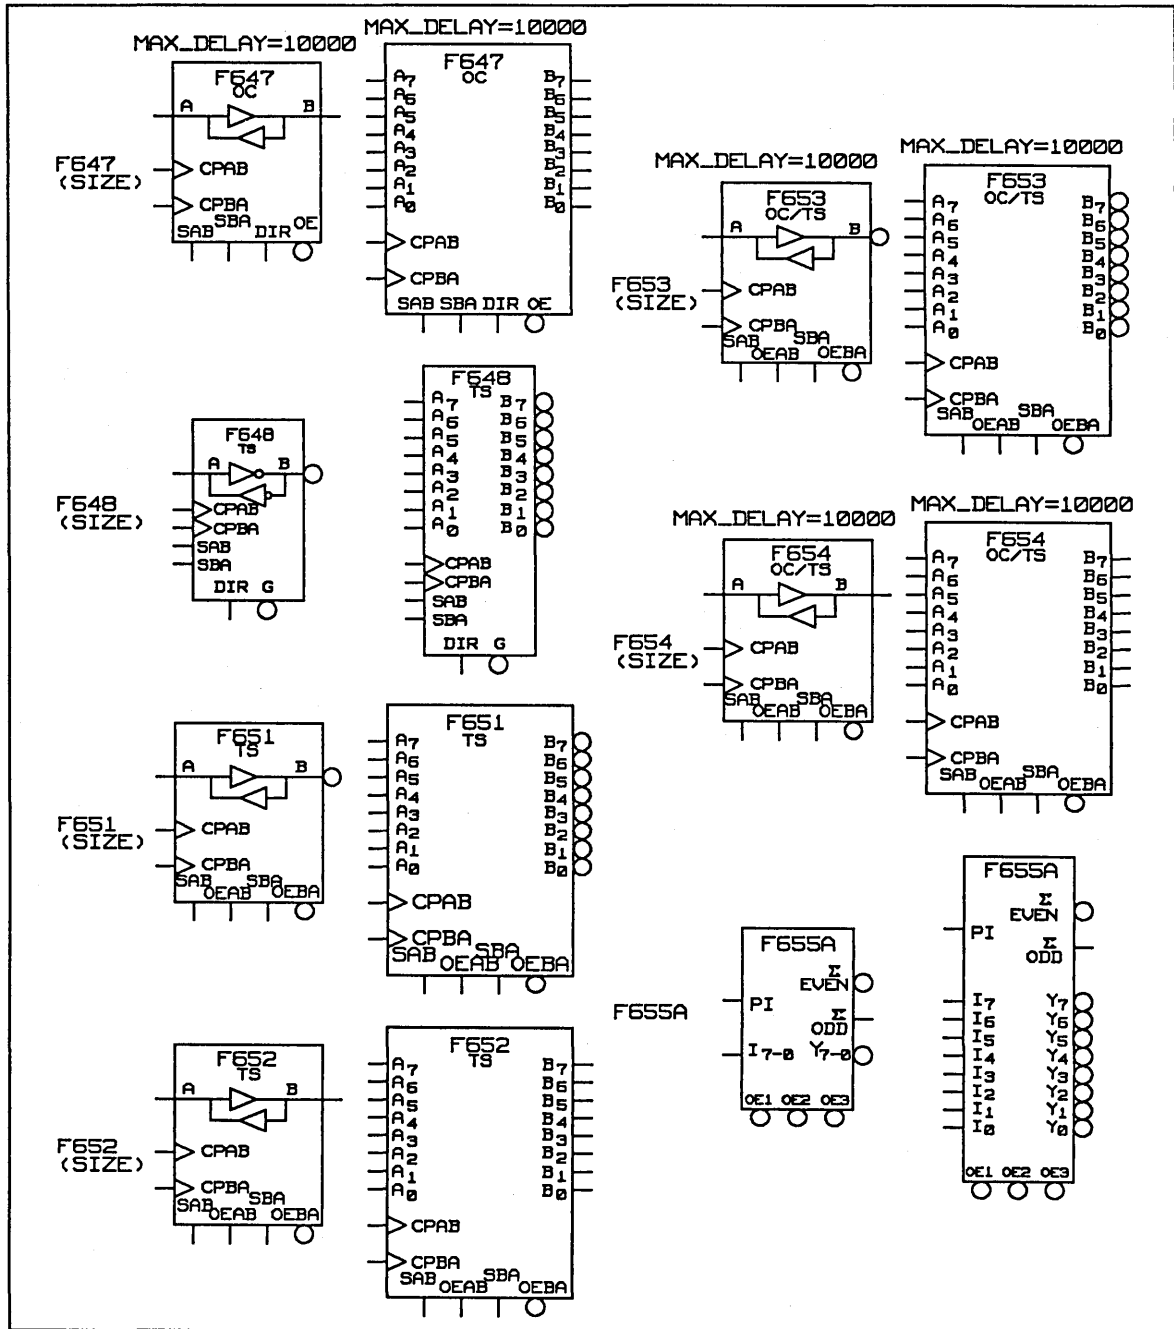 MAX_DELAY=10000
MAX_DELAY=10000
F647
(SIZE)
F647
OC
A B
CPAB
CPBA
SAB SBA DIR OE
F647
OC
A7 B7
A6 B6
A5 B5
A4 B4
A3 B3
A2 B2
A1 B1
A0 B0
CPAB
CPBA
SAB SBA DIR OE
F648
(SIZE)
F648
TS
A B
CPAB
CPBA
SAB
SBA
DIR G
F648
TS
A7 B7
A6 B6
A5 B5
A4 B4
A3 B3
A2 B2
A1 B1
A0 B0
CPAB
CPBA
SAB
SBA
DIR G
F651
(SIZE)
F651
TS
A B
CPAB
CPBA
SAB OEAB SBA OEBA
F651
TS
A7 B7
A6 B6
A5 B5
A4 B4
A3 B3
A2 B2
A1 B1
A0 B0
CPAB
CPBA
SAB OEAB SBA OEBA
F652
(SIZE)
F652
TS
A B
CPAB
CPBA
SAB OEAB SBA OEBA
F652
TS
A7 B7
A6 B6
A5 B5
A4 B4
A3 B3
A2 B2
A1 B1
A0 B0
CPAB
CPBA
SAB OEAB SBA OEBA
MAX_DELAY=10000
MAX_DELAY=10000
F653
(SIZE)
F653
OC/TS
A B
CPAB
CPBA
SAB OEAB SBA OEBA
F653
OC/TS
A7 B7
A6 B6
A5 B5
A4 B4
A3 B3
A2 B2
A1 B1
A0 B0
CPAB
CPBA
SAB OEAB SBA OEBA
MAX_DELAY=10000
MAX_DELAY=10000
F654
(SIZE)
F654
OC/TS
A B
CPAB
CPBA
SAB OEAB SBA OEBA
F654
OC/TS
A7 B7
A6 B6
A5 B5
A4 B4
A3 B3
A2 B2
A1 B1
A0 B0
CPAB
CPBA
SAB OEAB SBA OEBA
F655A
F655A
Σ
EVEN
PI
Σ
ODD
I7-0 Y7-0
OE1 OE2 OE3
F655A
Σ
EVEN
PI
Σ
ODD
I7 Y7
I6 Y6
I5 Y5
I4 Y4
I3 Y3
I2 Y2
I1 Y1
I0 Y0
OE1 OE2 OE3